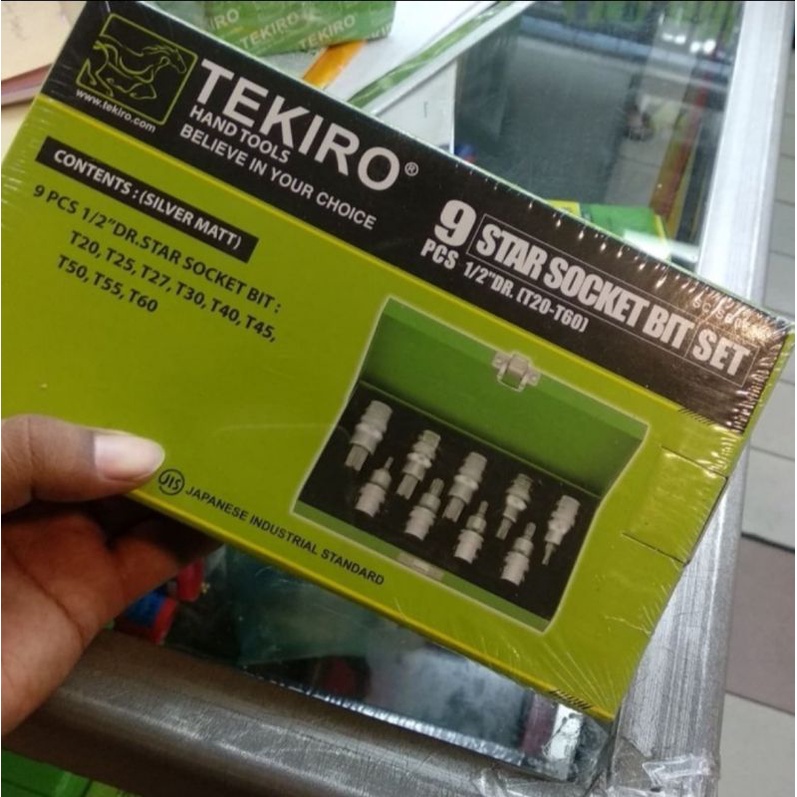 TEKIRO
TEKIRO
www.tekiro.com
TEKIRO®
HAND TOOLS
BELIEVE IN YOUR CHOICE
9 STAR SOCKET BIT SET
PCS 1/2"DR. (T20-T60)
CONTENTS : (SILVER MATT)
9 PCS 1/2"DR.STAR SOCKET BIT :
T20, T25, T27, T30, T40, T45,
T50, T55, T60
JIS JAPANESE INDUSTRIAL STANDARD